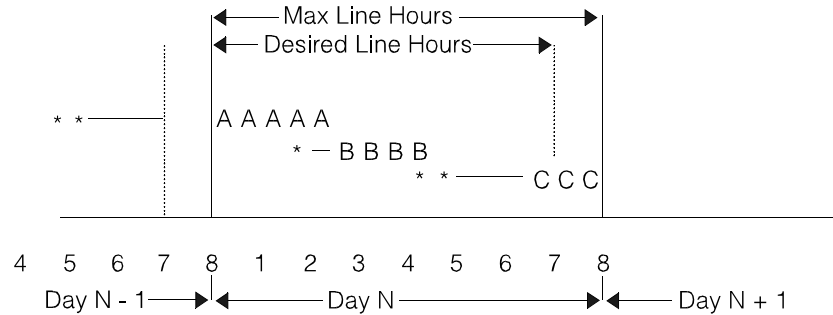 Max Line Hours
Desired Line Hours
* * A A A A A
* B B B B
* * C C C
4 5 6 7 8 1 2 3 4 5 6 7 8
Day N - 1 Day N Day N + 1